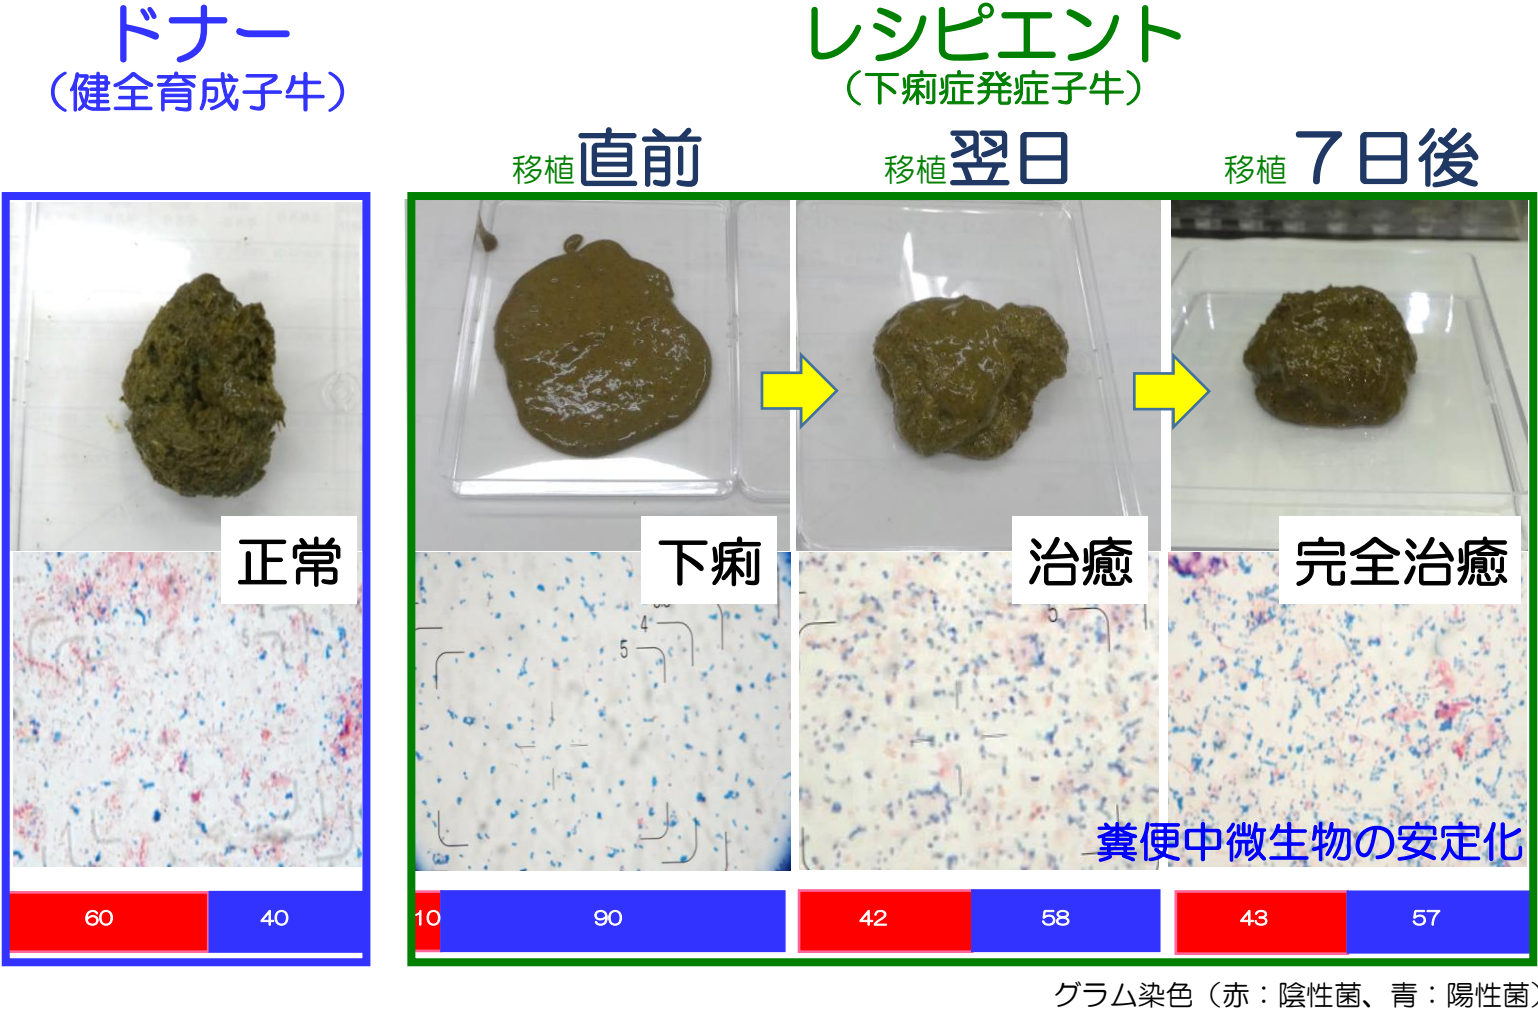 ドナー
（健全育成子牛）
レシピエント
（下痢症発症子牛）
移植直前
移植翌日
移植７日後
正常
下痢
治癒
完全治癒
5
4
5
5
糞便中微生物の安定化
60 40
10 90
42 58
43 57
グラム染色（赤：陰性菌、青：陽性菌）